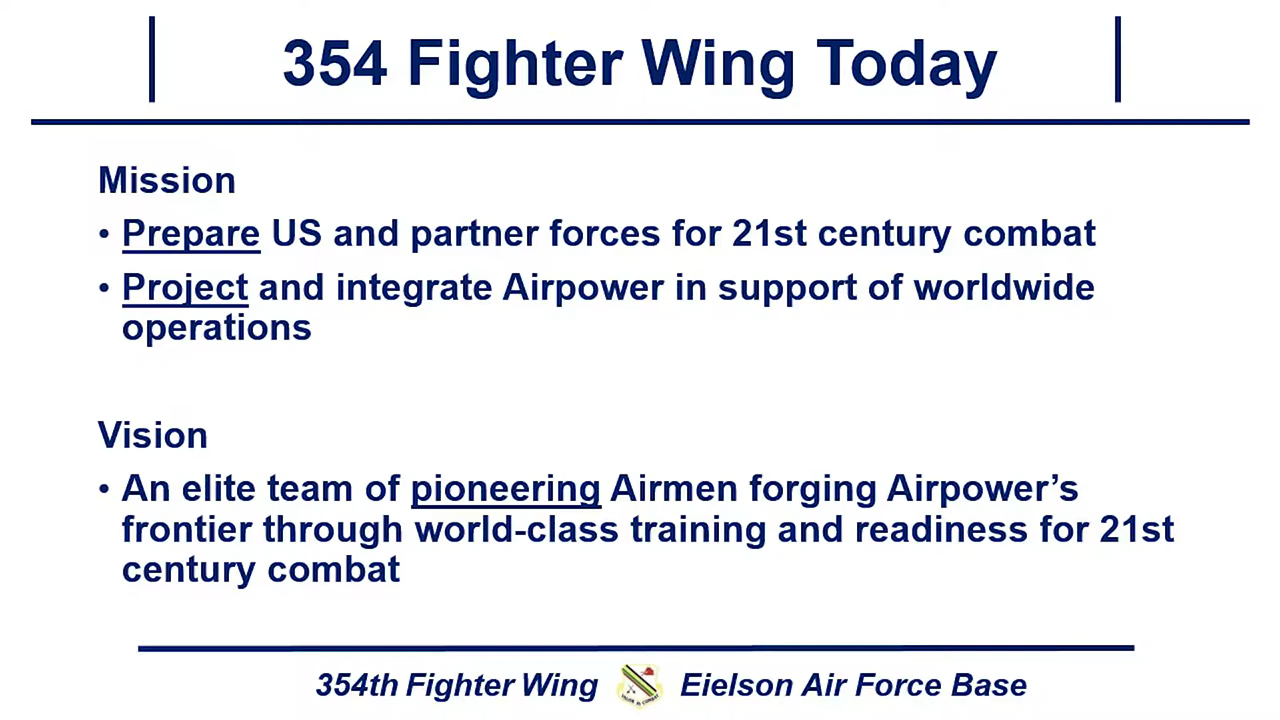 354 Fighter Wing Today
Mission
• Prepare US and partner forces for 21st century combat
• Project and integrate Airpower in support of worldwide
operations
Vision
• An elite team of pioneering Airmen forging Airpower’s
frontier through world-class training and readiness for 21st
century combat
354th Fighter Wing Eielson Air Force Base